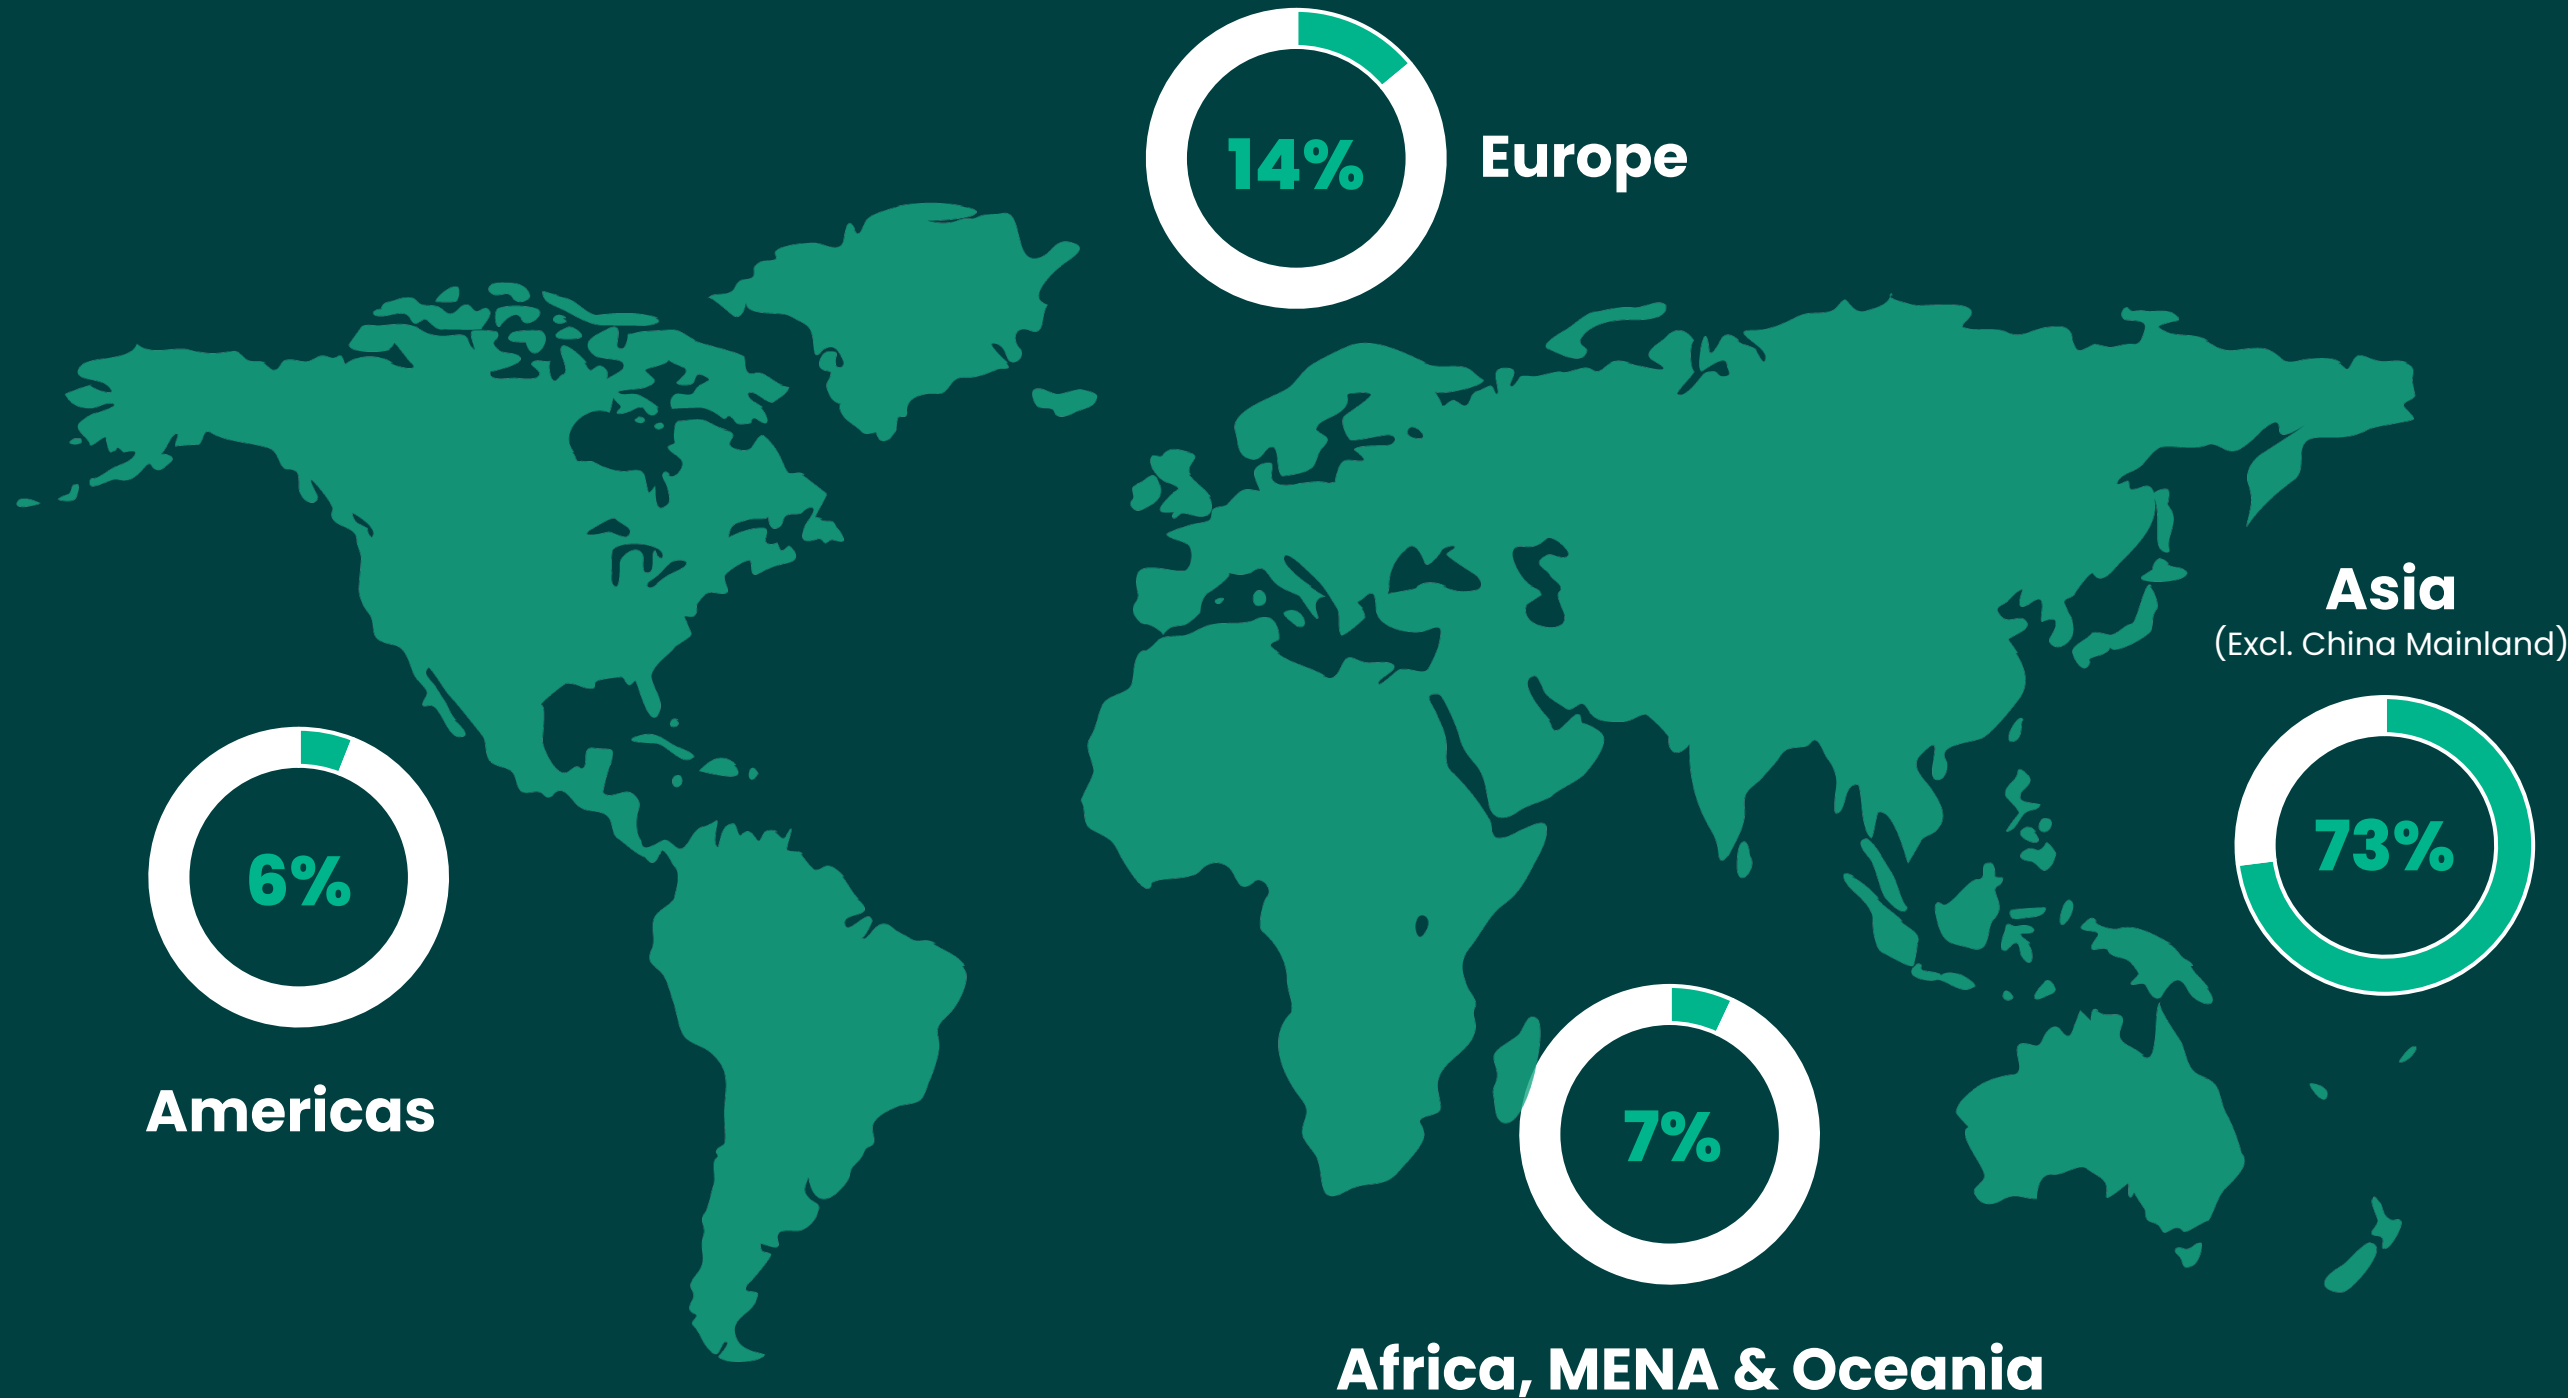 14%
Europe
Asia
(Excl. China Mainland)
73%
6%
Americas
7%
Africa, MENA & Oceania